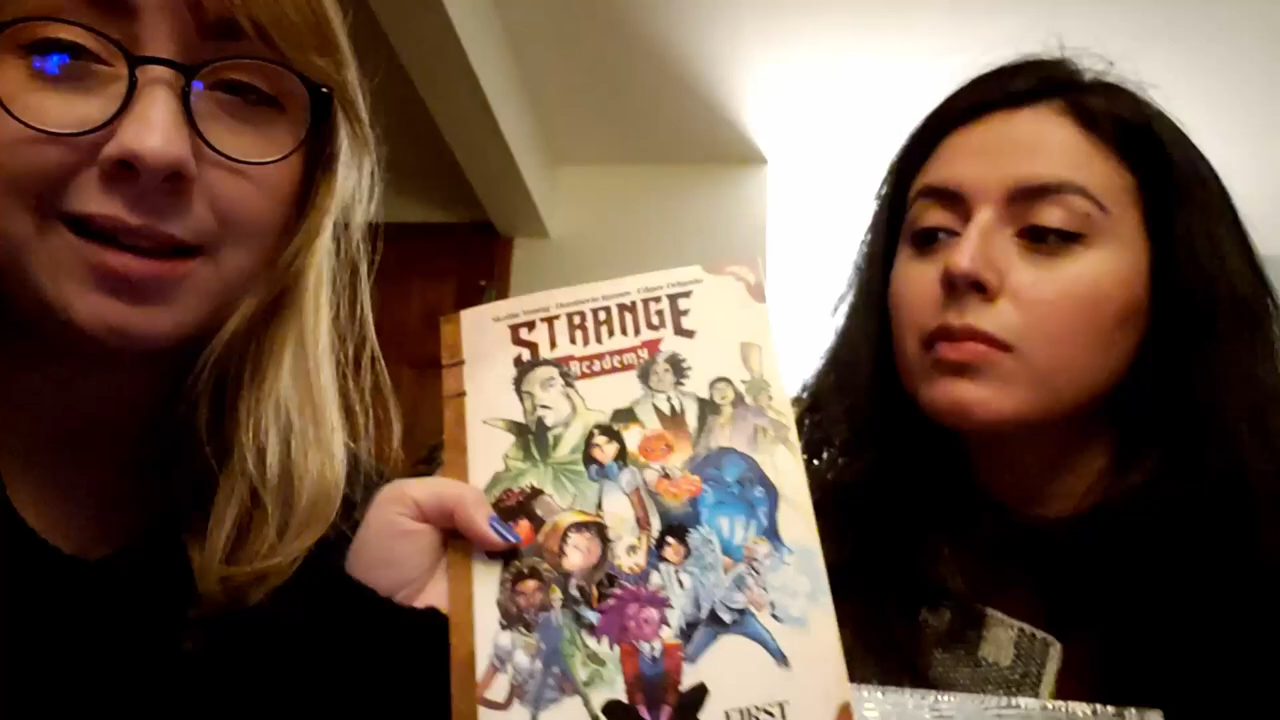 Skottie Young · Humberto Ramos · Edgar Delgado
STRANGE
Academy
FIRST